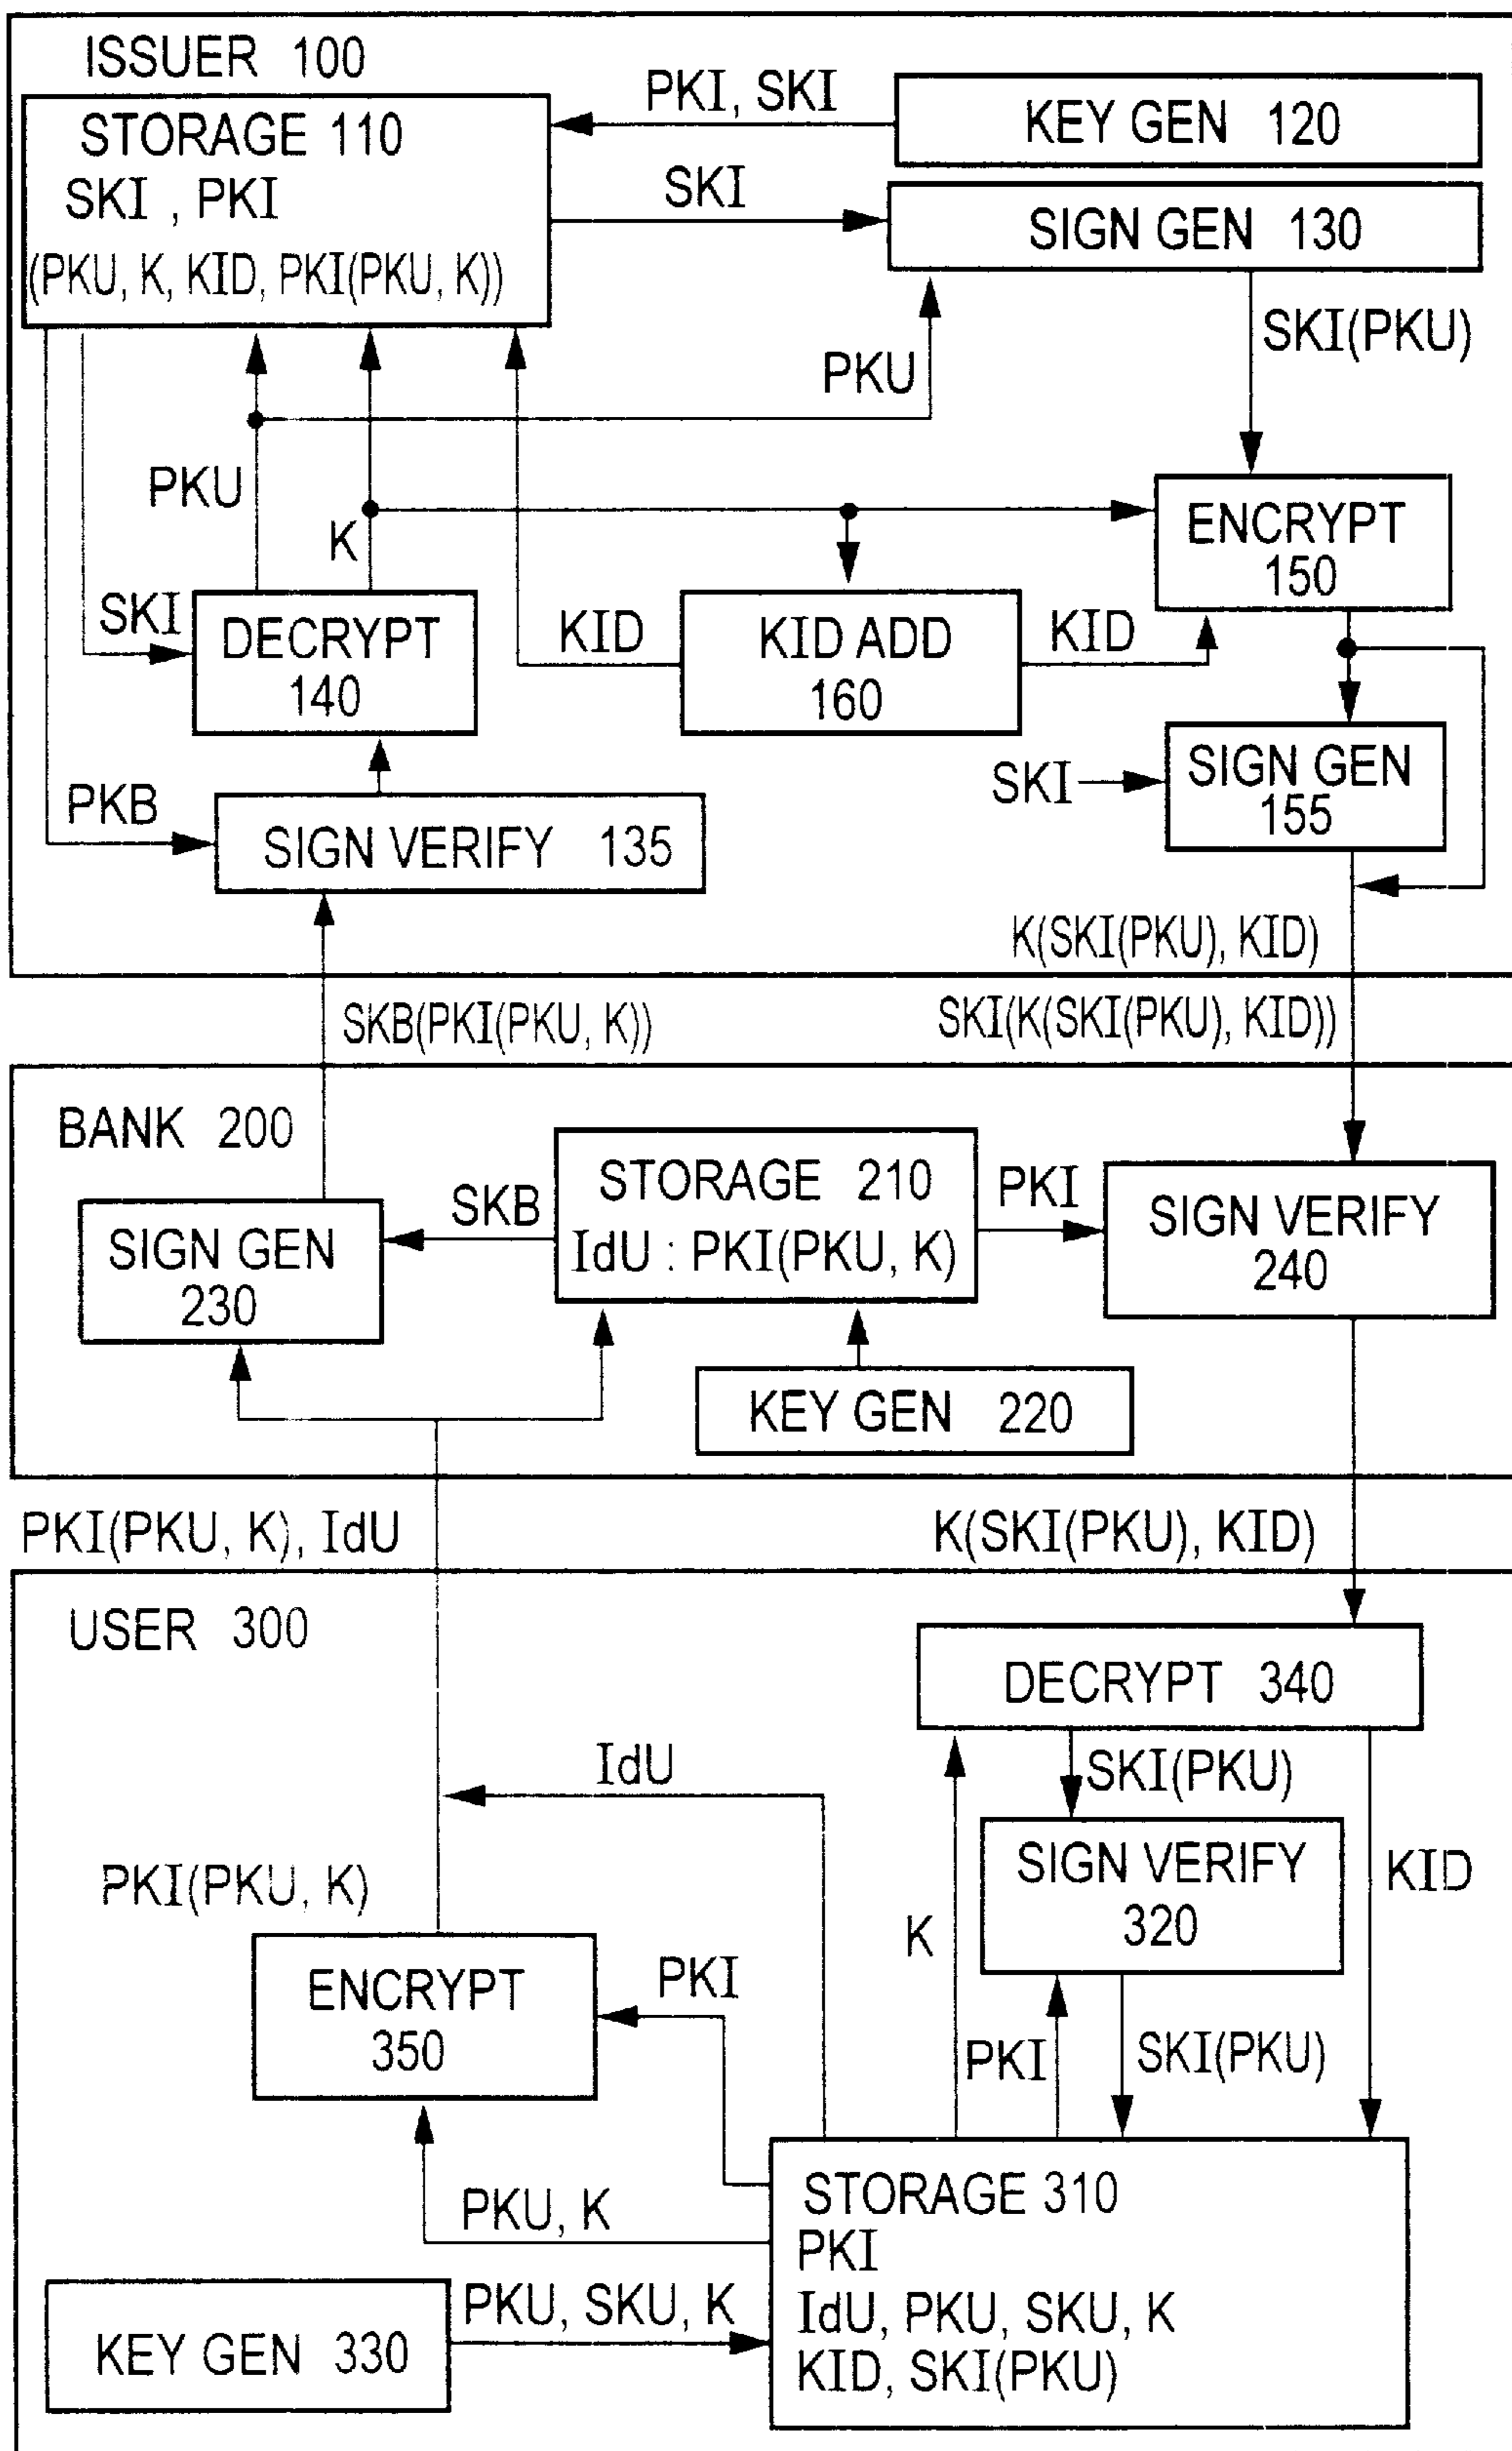 ISSUER 100
STORAGE 110
SKI , PKI
(PKU, K, KID, PKI(PKU, K))
PKI, SKI
KEY GEN 120
SKI
SIGN GEN 130
SKI(PKU)
PKU
PKU
K
ENCRYPT
150
SKI
DECRYPT
140
KID
KID ADD
160
KID
SKI
SIGN GEN
155
PKB
SIGN VERIFY 135
K(SKI(PKU), KID)
SKB(PKI(PKU, K))
SKI(K(SKI(PKU), KID))
BANK 200
STORAGE 210
IdU : PKI(PKU, K)
SKB
PKI
SIGN GEN
230
SIGN VERIFY
240
KEY GEN 220
PKI(PKU, K), IdU
K(SKI(PKU), KID)
USER 300
DECRYPT 340
IdU
SKI(PKU)
SIGN VERIFY
320
KID
PKI(PKU, K)
K
ENCRYPT
350
PKI
PKI
SKI(PKU)
PKU, K
STORAGE 310
PKI
IdU, PKU, SKU, K
KID, SKI(PKU)
KEY GEN 330
PKU, SKU, K